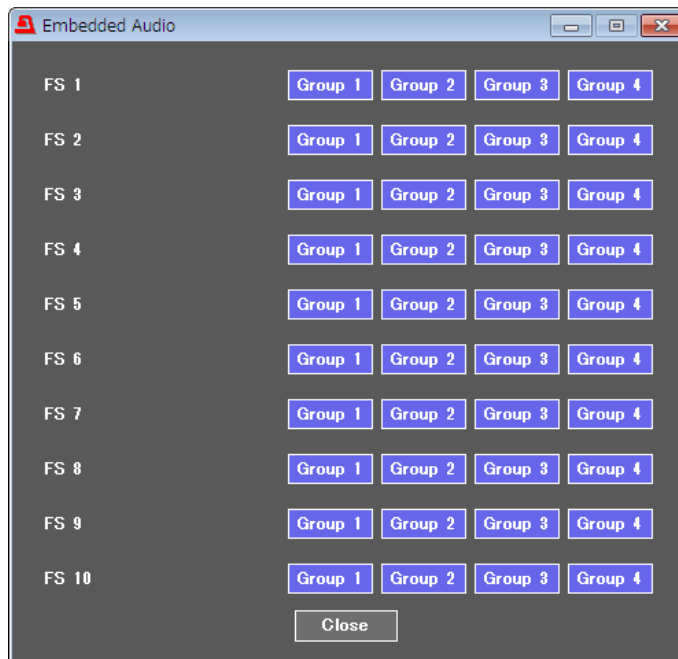 Embedded Audio
FS 1 Group 1 Group 2 Group 3 Group 4
FS 2 Group 1 Group 2 Group 3 Group 4
FS 3 Group 1 Group 2 Group 3 Group 4
FS 4 Group 1 Group 2 Group 3 Group 4
FS 5 Group 1 Group 2 Group 3 Group 4
FS 6 Group 1 Group 2 Group 3 Group 4
FS 7 Group 1 Group 2 Group 3 Group 4
FS 8 Group 1 Group 2 Group 3 Group 4
FS 9 Group 1 Group 2 Group 3 Group 4
FS 10 Group 1 Group 2 Group 3 Group 4
Close